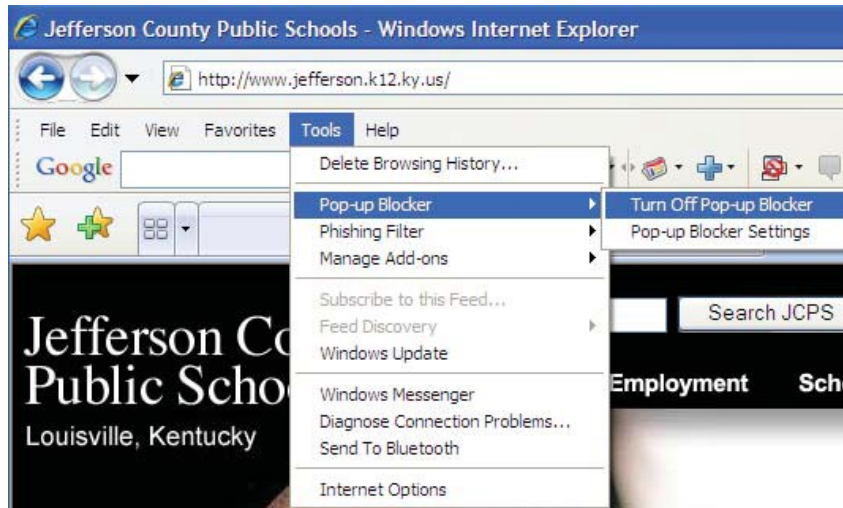 Jefferson County Public Schools - Windows Internet Explorer
http://www.jefferson.k12.ky.us/
File Edit View Favorites Tools Help
Google
Delete Browsing History...
Pop-up Blocker
Turn Off Pop-up Blocker
Phishing Filter
Pop-up Blocker Settings
Manage Add-ons
Subscribe to this Feed...
Feed Discovery
Windows Update
Windows Messenger
Diagnose Connection Problems...
Send To Bluetooth
Internet Options
Search JCPS
Jefferson Co
Public Schoo
Louisville, Kentucky
Employment Sch